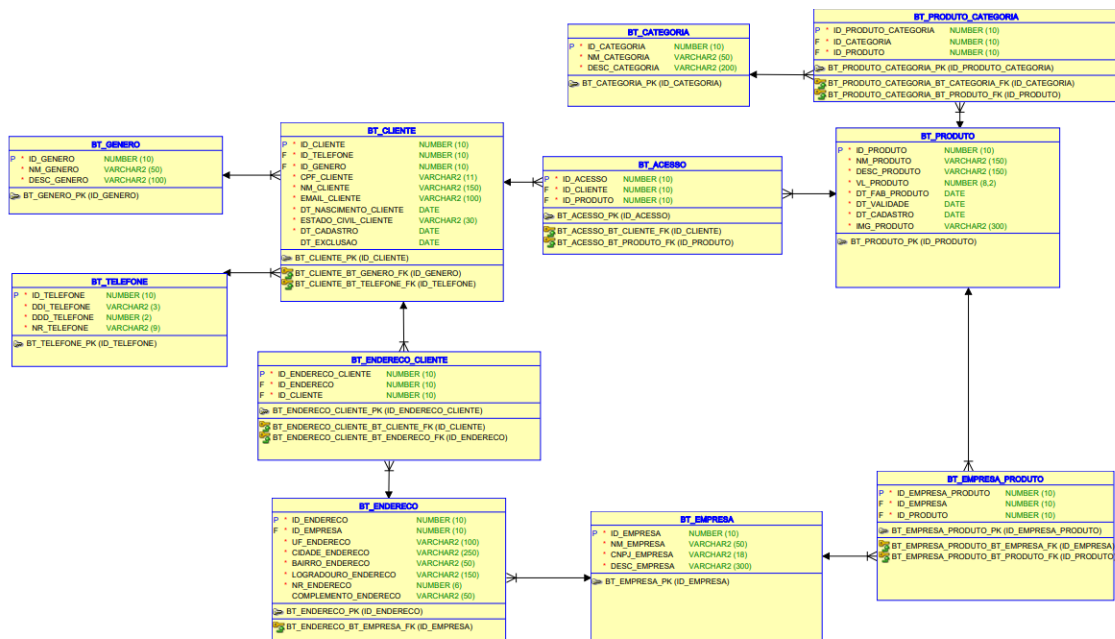 BT_CATEGORIA
P * ID_CATEGORIA NUMBER (10)
* NM_CATEGORIA VARCHAR2 (50)
* DESC_CATEGORIA VARCHAR2 (200)
BT_CATEGORIA_PK (ID_CATEGORIA)
BT_PRODUTO_CATEGORIA
P * ID_PRODUTO_CATEGORIA NUMBER (10)
F * ID_CATEGORIA NUMBER (10)
F * ID_PRODUTO NUMBER (10)
BT_PRODUTO_CATEGORIA_PK (ID_PRODUTO_CATEGORIA)
BT_PRODUTO_CATEGORIA_BT_CATEGORIA_FK (ID_CATEGORIA)
BT_PRODUTO_CATEGORIA_BT_PRODUTO_FK (ID_PRODUTO)
BT_GENERO
P * ID_GENERO NUMBER (10)
* NM_GENERO VARCHAR2 (50)
* DESC_GENERO VARCHAR2 (100)
BT_GENERO_PK (ID_GENERO)
BT_CLIENTE
P * ID_CLIENTE NUMBER (10)
F * ID_TELEFONE NUMBER (10)
F * ID_GENERO NUMBER (10)
* CPF_CLIENTE VARCHAR2 (11)
* NM_CLIENTE VARCHAR2 (150)
* EMAIL_CLIENTE VARCHAR2 (100)
* DT_NASCIMENTO_CLIENTE DATE
* ESTADO_CIVIL_CLIENTE VARCHAR2 (30)
* DT_CADASTRO DATE
DT_EXCLUSAO DATE
BT_CLIENTE_PK (ID_CLIENTE)
BT_CLIENTE_BT_GENERO_FK (ID_GENERO)
BT_CLIENTE_BT_TELEFONE_FK (ID_TELEFONE)
BT_ACESSO
P * ID_ACESSO NUMBER (10)
F * ID_CLIENTE NUMBER (10)
F * ID_PRODUTO NUMBER (10)
BT_ACESSO_PK (ID_ACESSO)
BT_ACESSO_BT_CLIENTE_FK (ID_CLIENTE)
BT_ACESSO_BT_PRODUTO_FK (ID_PRODUTO)
BT_PRODUTO
P * ID_PRODUTO NUMBER (10)
* NM_PRODUTO VARCHAR2 (150)
* DESC_PRODUTO VARCHAR2 (150)
* VL_PRODUTO NUMBER (8,2)
* DT_FAB_PRODUTO DATE
* DT_VALIDADE DATE
* DT_CADASTRO DATE
* IMG_PRODUTO VARCHAR2 (300)
BT_PRODUTO_PK (ID_PRODUTO)
BT_TELEFONE
P * ID_TELEFONE NUMBER (10)
* DDI_TELEFONE VARCHAR2 (3)
* DDD_TELEFONE NUMBER (2)
* NR_TELEFONE VARCHAR2 (9)
BT_TELEFONE_PK (ID_TELEFONE)
BT_ENDERECO_CLIENTE
P * ID_ENDERECO_CLIENTE NUMBER (10)
F * ID_ENDERECO NUMBER (10)
F * ID_CLIENTE NUMBER (10)
BT_ENDERECO_CLIENTE_PK (ID_ENDERECO_CLIENTE)
BT_ENDERECO_CLIENTE_BT_CLIENTE_FK (ID_CLIENTE)
BT_ENDERECO_CLIENTE_BT_ENDERECO_FK (ID_ENDERECO)
BT_ENDERECO
P * ID_ENDERECO NUMBER (10)
F * ID_EMPRESA NUMBER (10)
* UF_ENDERECO VARCHAR2 (100)
* CIDADE_ENDERECO VARCHAR2 (250)
* BAIRRO_ENDERECO VARCHAR2 (50)
* LOGRADOURO_ENDERECO VARCHAR2 (150)
* NR_ENDERECO NUMBER (6)
COMPLEMENTO_ENDERECO VARCHAR2 (50)
BT_ENDERECO_PK (ID_ENDERECO)
BT_ENDERECO_BT_EMPRESA_FK (ID_EMPRESA)
BT_EMPRESA
P * ID_EMPRESA NUMBER (10)
* NM_EMPRESA VARCHAR2 (50)
* CNPJ_EMPRESA VARCHAR2 (18)
* DESC_EMPRESA VARCHAR2 (300)
BT_EMPRESA_PK (ID_EMPRESA)
BT_EMPRESA_PRODUTO
P * ID_EMPRESA_PRODUTO NUMBER (10)
F * ID_EMPRESA NUMBER (10)
F * ID_PRODUTO NUMBER (10)
BT_EMPRESA_PRODUTO_PK (ID_EMPRESA_PRODUTO)
BT_EMPRESA_PRODUTO_BT_EMPRESA_FK (ID_EMPRESA)
BT_EMPRESA_PRODUTO_BT_PRODUTO_FK (ID_PRODUTO